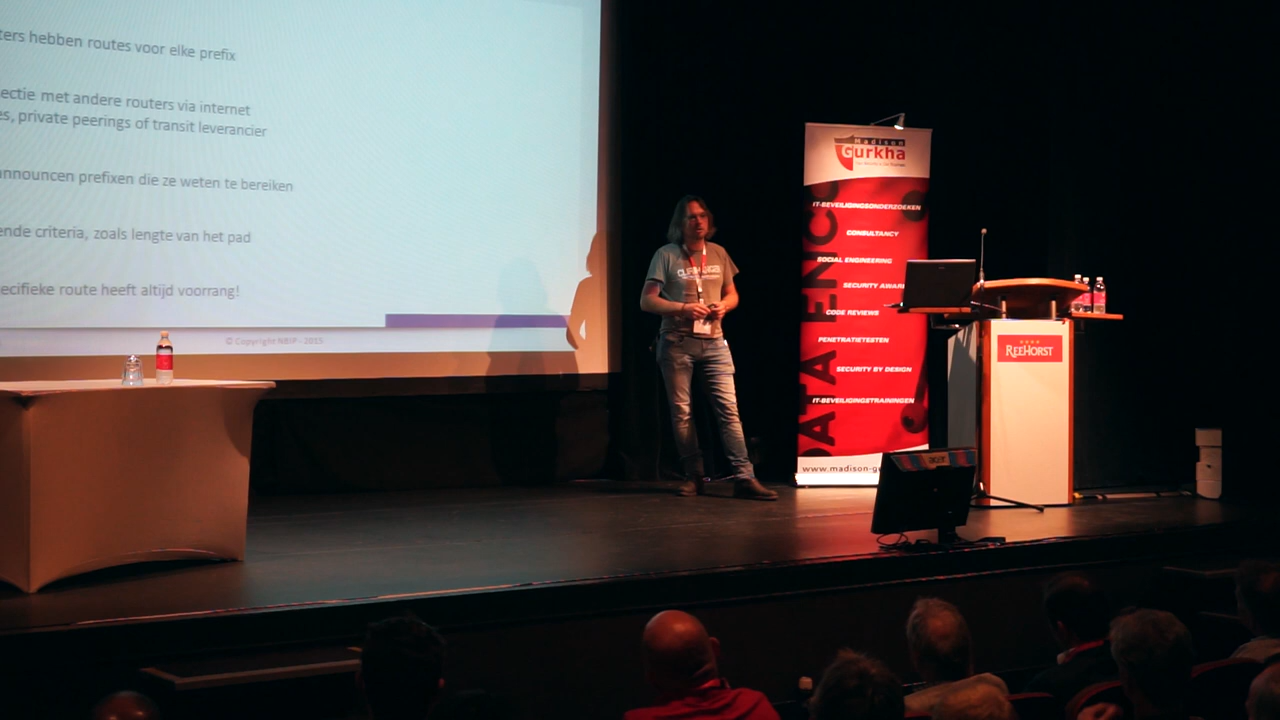 ters hebben routes voor elke prefix
ectie met andere routers via internet
es, private peerings of transit leverancier
announcen prefixen die ze weten te bereiken
ende criteria, zoals lengte van het pad
ecifieke route heeft altijd voorrang!
© Copyright NBIP - 2015
Madison
Gurkha
IT-BEVEILIGINGSONDERZOEKEN
CONSULTANCY
SOCIAL ENGINEERING
SECURITY AWAR
CODE REVIEWS
PENETRATIETESTEN
SECURITY BY DESIGN
IT-BEVEILIGINGSTRAININGEN
DATA ENC
www.madison-gu
REEHORST
acer